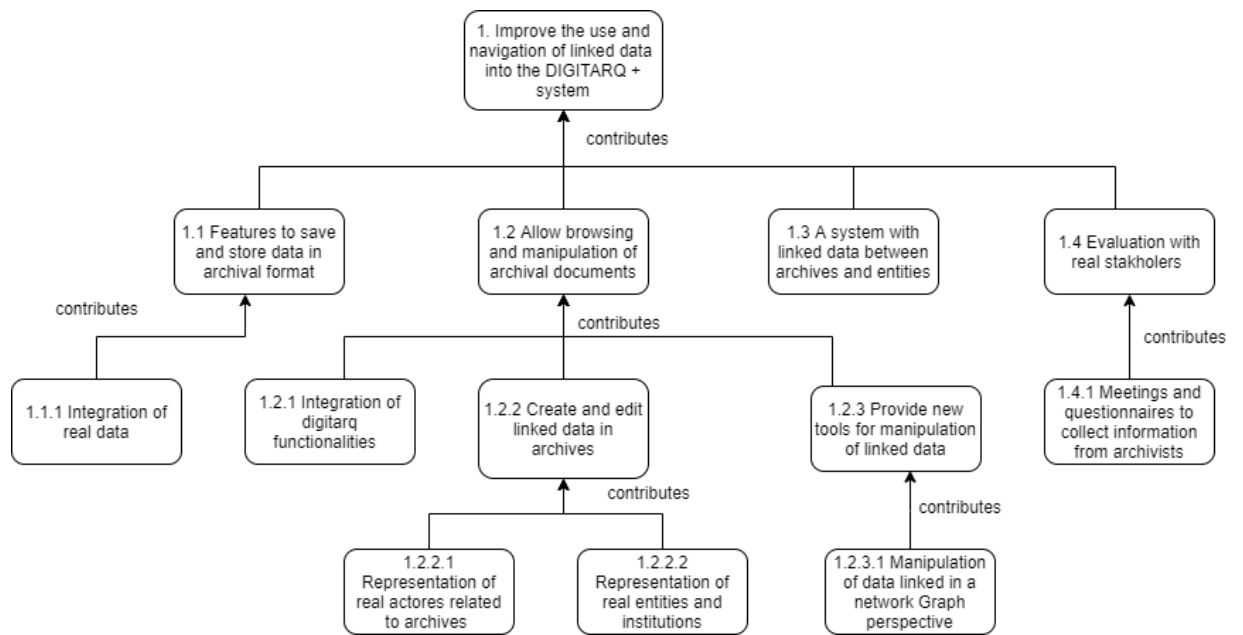 1. Improve the use and
navigation of linked data
into the DIGITARQ +
system
contributes
1.1 Features to save
and store data in
archival format
1.2 Allow browsing
and manipulation of
archival documents
1.3 A system with
linked data between
archives and entities
1.4 Evaluation with
real stakholers
contributes
contributes
contributes
1.1.1 Integration of
real data
1.2.1 Integration of
digitarq
functionalities
1.2.2 Create and edit
linked data in
archives
1.2.3 Provide new
tools for manipulation
of linked data
1.4.1 Meetings and
questionnaires to
collect information
from archivists
contributes
contributes
1.2.2.1
Representation of
real actores related
to archives
1.2.2.2
Representation of
real entities and
institutions
1.2.3.1 Manipulation
of data linked in a
network Graph
perspective